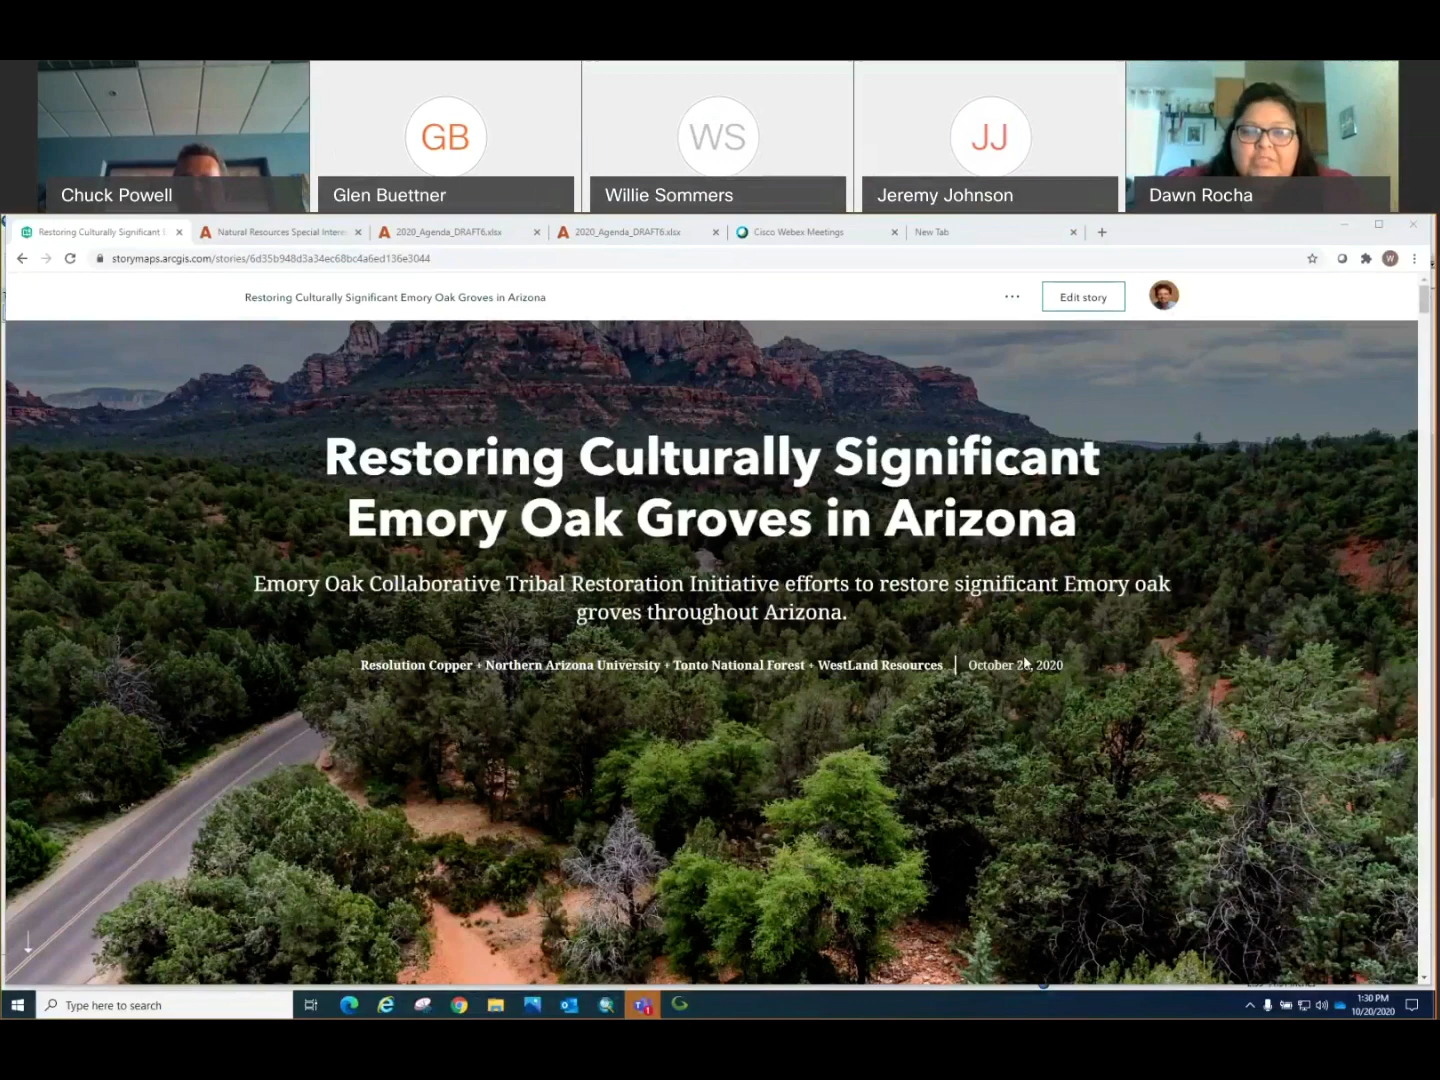 GB
WS
JJ
Chuck Powell
Glen Buettner
Willie Sommers
Jeremy Johnson
Dawn Rocha
Restoring Culturally Significant
Natural Resources Special Intere
2020_Agenda_DRAFT6.xlsx
2020_Agenda_DRAFT6.xlsx
Cisco Webex Meetings
New Tab
storymaps.arcgis.com/stories/6d35b948d3a34ec68bc4a6ed136e3044
W
Restoring Culturally Significant Emory Oak Groves in Arizona
Edit story
Restoring Culturally Significant
Emory Oak Groves in Arizona
Emory Oak Collaborative Tribal Restoration Initiative efforts to restore significant Emory oak
groves throughout Arizona.
Resolution Copper + Northern Arizona University + Tonto National Forest + WestLand Resources
October 2 , 2020
Type here to search
1:30 PM
10/20/2020